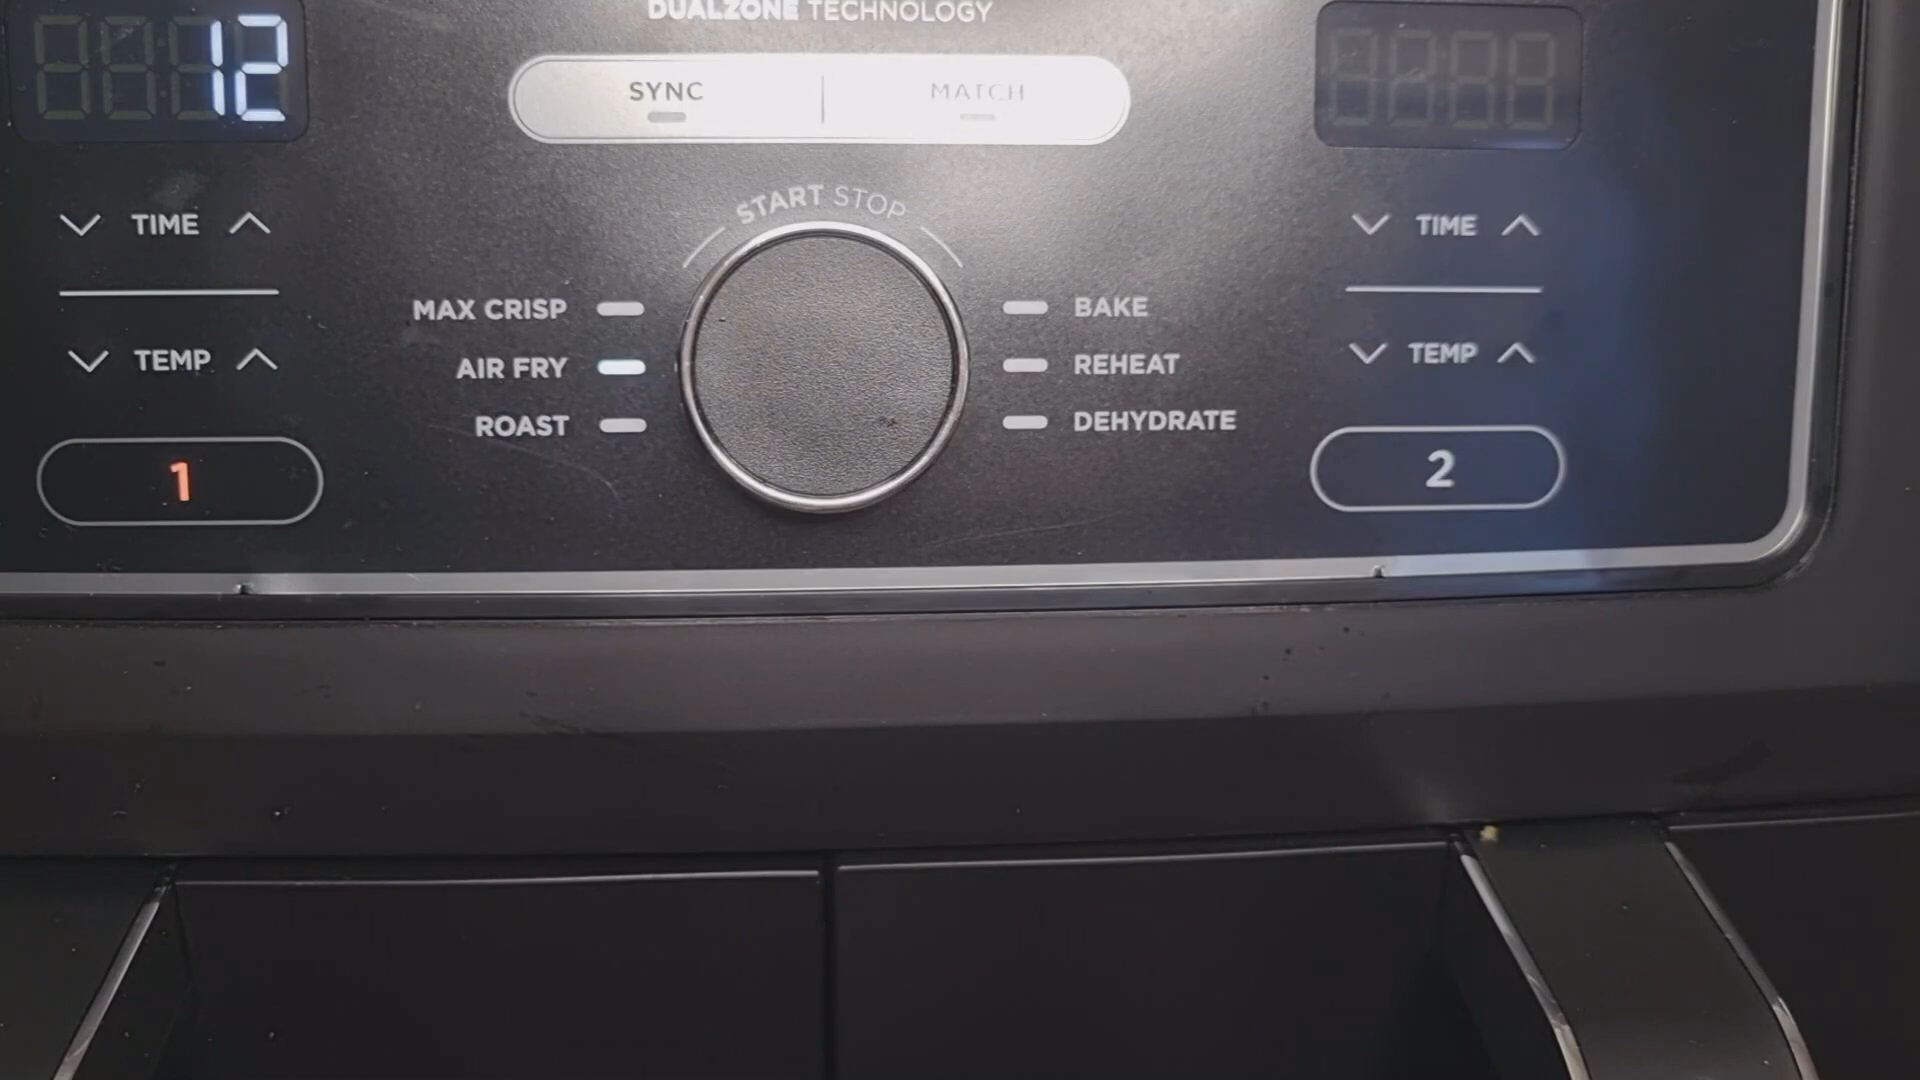 DUALZONE TECHNOLOGY
12
SYNC MATCH
START STOP
TIME
TEMP
1
MAX CRISP
AIR FRY
ROAST
BAKE
REHEAT
DEHYDRATE
TIME
TEMP
2